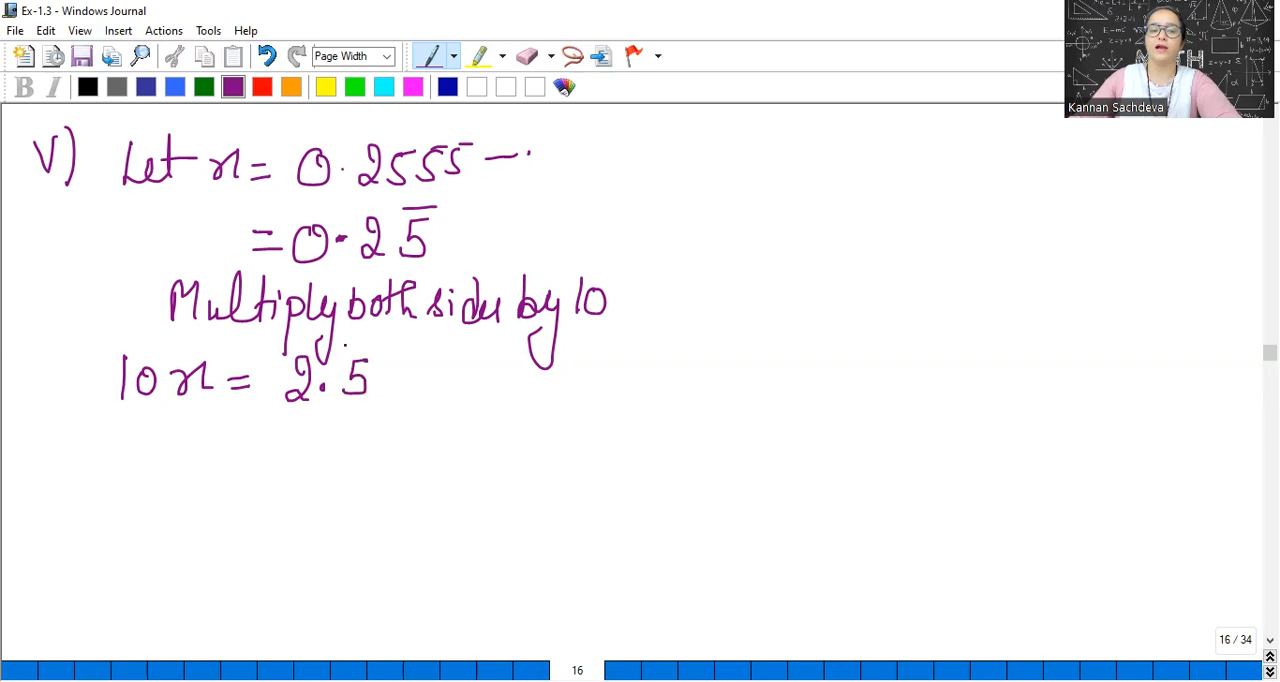 Ex-1.3 - Windows Journal
File Edit View Insert Actions Tools Help
Page Width
B I
Kannan Sachdeva
V) Let x = 0.2555 —..
= 0.25̅
Multiply both sides by 10
10x = 2.5
16 / 34
16